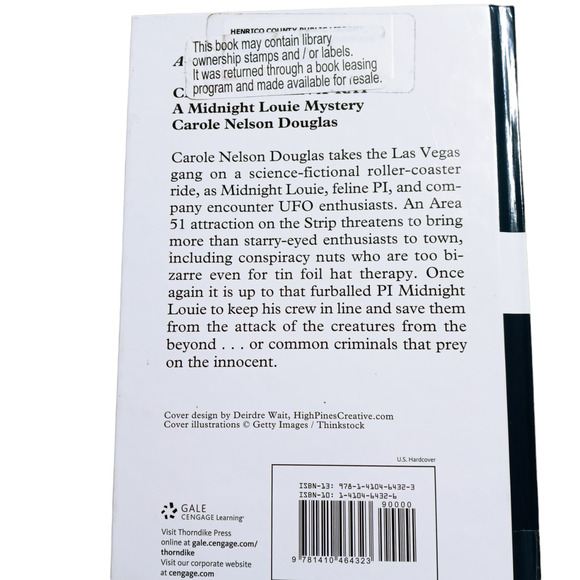 HENRICO COUNTY
This book may contain library
ownership stamps and / or labels.
It was returned through a book leasing
program and made available for resale.
A
C
A Midnight Louie Mystery
Carole Nelson Douglas
Carole Nelson Douglas takes the Las Vegas
gang on a science-fictional roller-coaster
ride, as Midnight Louie, feline PI, and com-
pany encounter UFO enthusiasts. An Area
51 attraction on the Strip threatens to bring
more than starry-eyed enthusiasts to town,
including conspiracy nuts who are too bi-
zarre even for tin foil hat therapy. Once
again it is up to that furballed PI Midnight
Louie to keep his crew in line and save them
from the attack of the creatures from the
beyond . . . or common criminals that prey
on the innocent.
Cover design by Deirdre Wait, HighPinesCreative.com
Cover illustrations © Getty Images / Thinkstock
U.S. Hardcover
ISBN-13: 978-1-4104-6432-3
ISBN-10: 1-4104-6432-6
90000
9 781410 464323
GALE
CENGAGE Learning
Visit Thorndike Press
online at gale.cengage.com/
thorndike
Visit our corporate website
at cengage.com